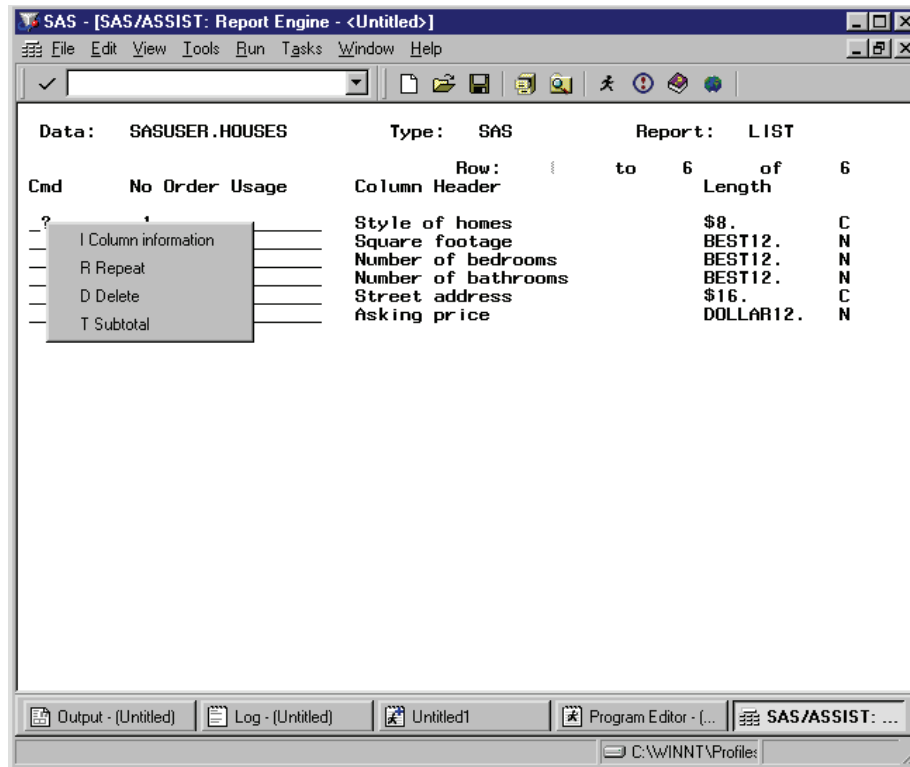 SAS - [SAS/ASSIST: Report Engine - <Untitled>]
File Edit View Tools Run Tasks Window Help
Data: SASUSER.HOUSES Type: SAS Report: LIST
Row: to 6 of 6
Cmd No Order Usage Column Header Length
_? 1 Style of homes $8. C
I Column information Square footage BEST12. N
R Repeat Number of bedrooms BEST12. N
Number of bathrooms BEST12. N
D Delete Street address $16. C
T Subtotal Asking price DOLLAR12. N
Output - (Untitled) Log - (Untitled) Untitled1 Program Editor - (... SAS/ASSIST: ...
C:\WINNT\Profiles